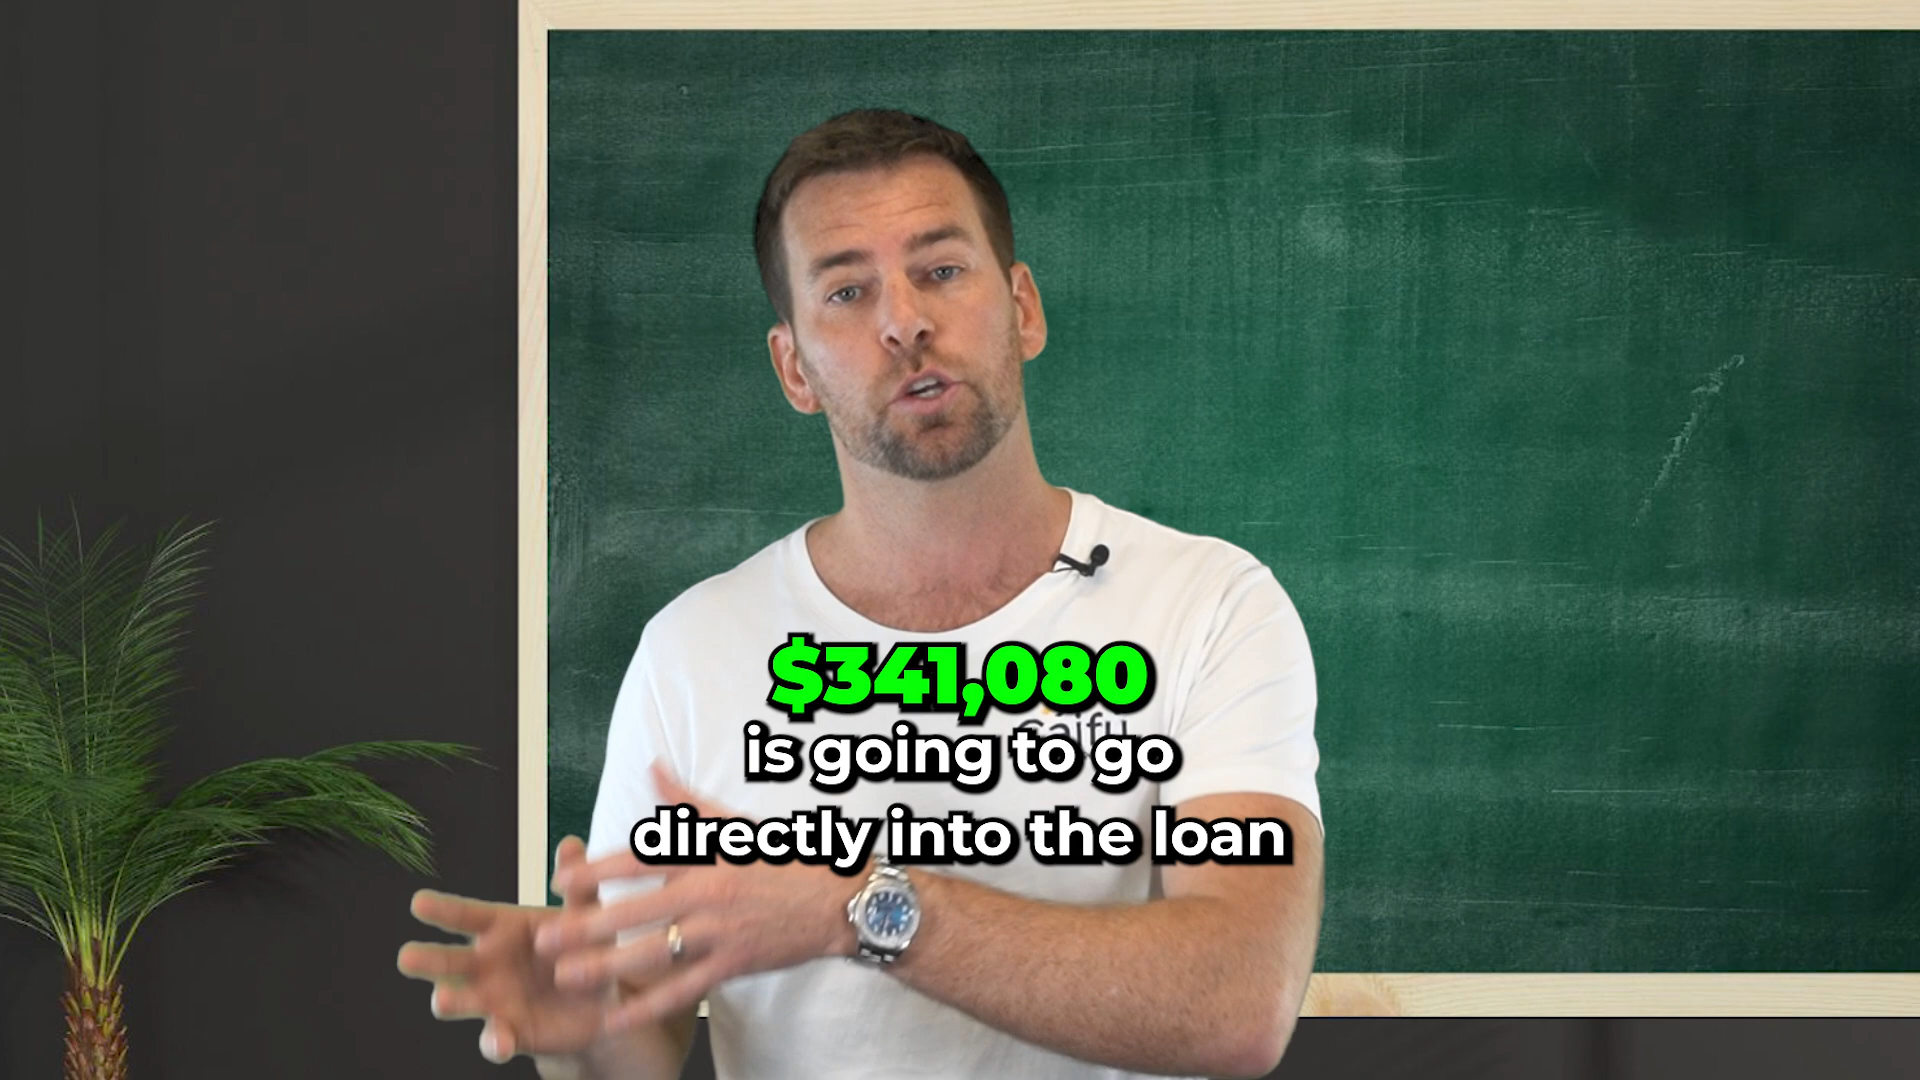 $341,080
is going to go
directly into the loan